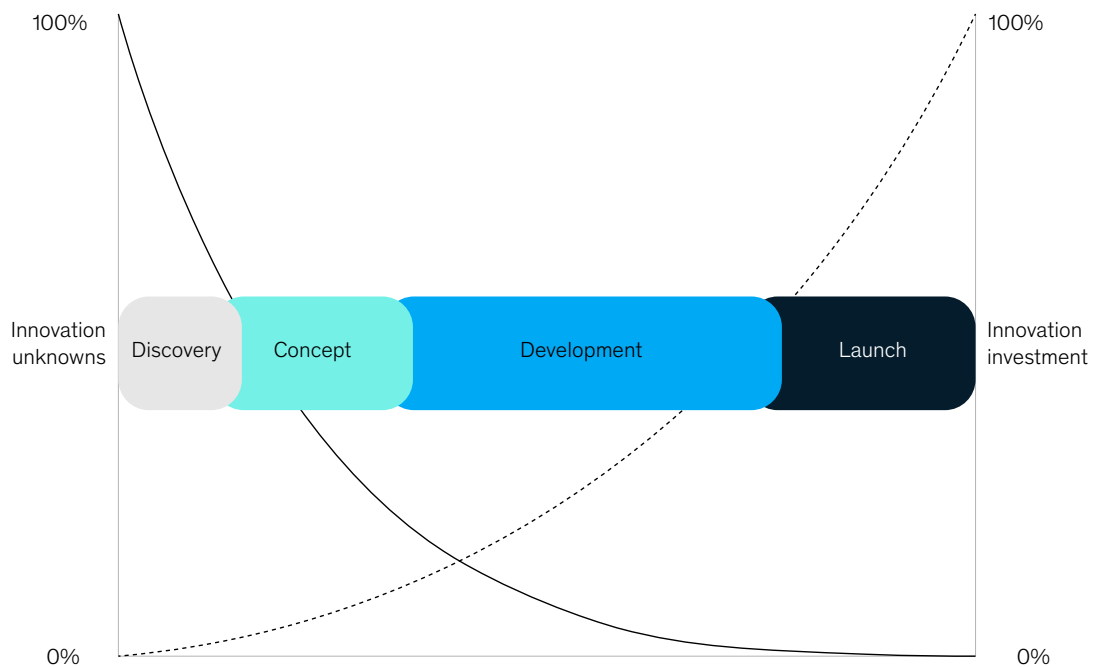 100%
100%
Innovation
unknowns
Discovery
Concept
Development
Launch
Innovation
investment
0%
0%